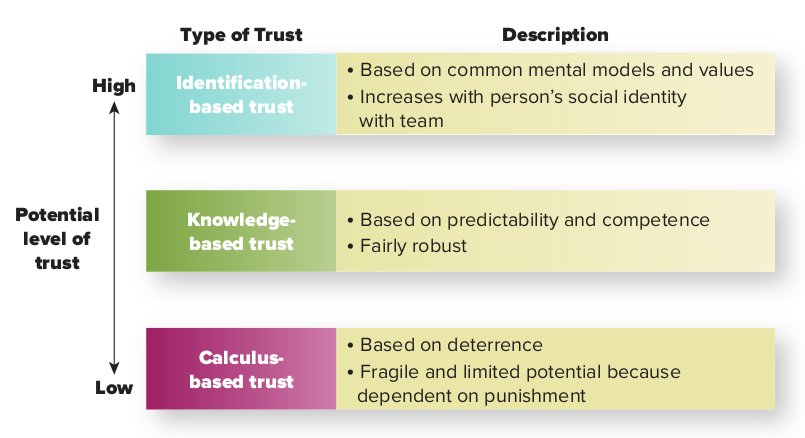 Type of Trust
Description
High
Identification-
based trust
• Based on common mental models and values
• Increases with person’s social identity
with team
Potential
level of
trust
Knowledge-
based trust
• Based on predictability and competence
• Fairly robust
Low
Calculus-
based trust
• Based on deterrence
• Fragile and limited potential because
dependent on punishment